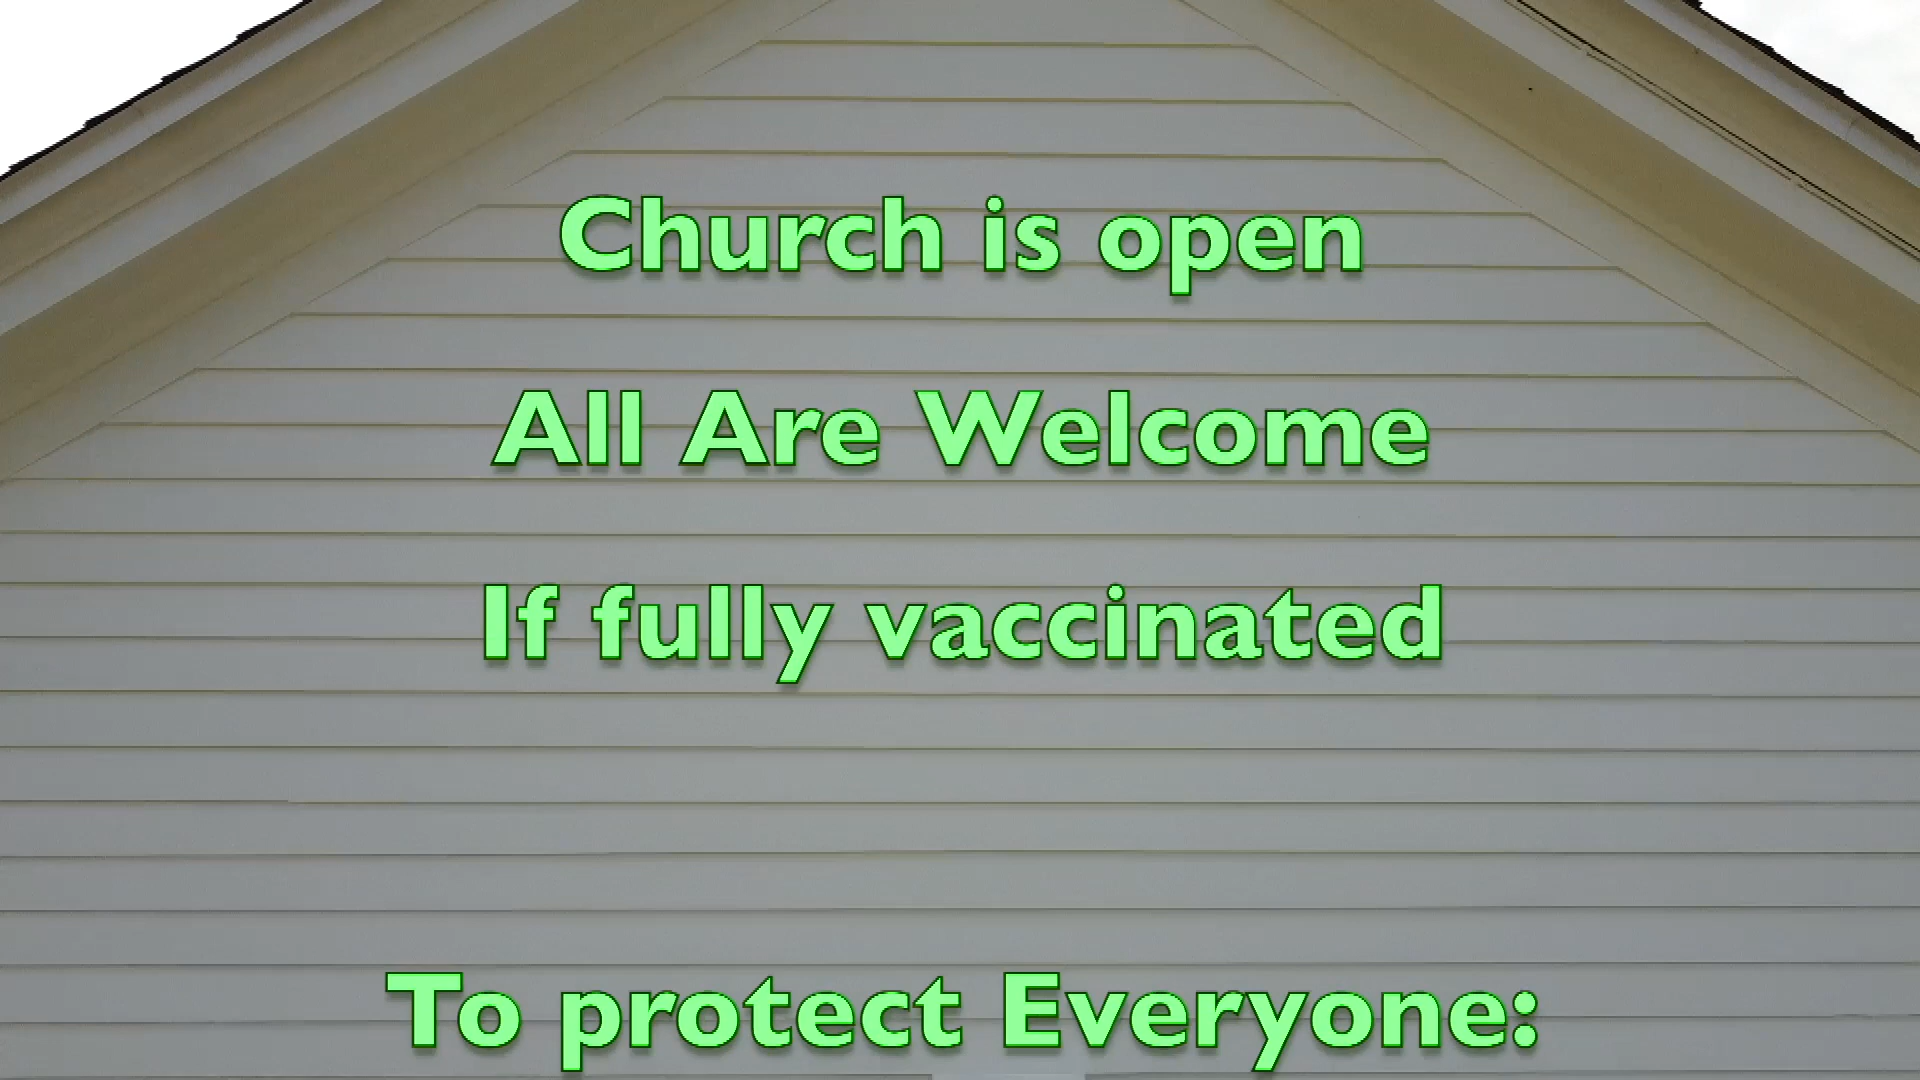 Church is open
All Are Welcome
If fully vaccinated
To protect Everyone: